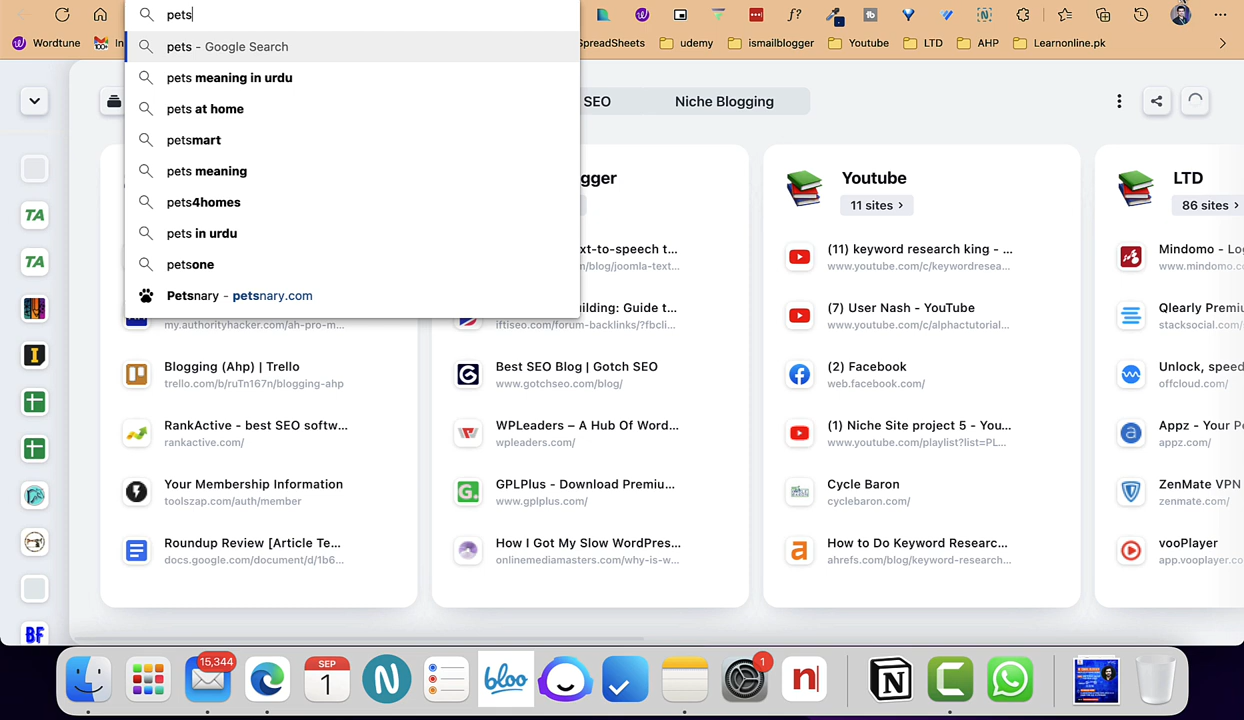 pets
pets - Google Search
pets meaning in urdu
pets at home
petsmart
pets meaning
pets4homes
pets in urdu
petsone
Petsnary - petsnary.com
Wordtune
SpreadSheets
udemy
ismailblogger
Youtube
LTD
AHP
Learnonline.pk
SEO
Niche Blogging
TA
TA
I
BF
my.authorityhacker.com/ah-pro-m...
Blogging (Ahp) | Trello
trello.com/b/ruTn167n/blogging-ahp
RankActive - best SEO softw...
rankactive.com/
Your Membership Information
toolszap.com/auth/member
Roundup Review [Article Te...
docs.google.com/document/d/1b6...
gger
xt-to-speech t...
/blog/joomla-text...
uilding: Guide t...
iftiseo.com/forum-backlinks/?fbcli...
Best SEO Blog | Gotch SEO
www.gotchseo.com/blog/
WPLeaders – A Hub Of Word...
wpleaders.com/
GPLPlus - Download Premiu...
www.gplplus.com/
How I Got My Slow WordPres...
onlinemediamasters.com/why-is-w...
Youtube
11 sites >
(11) keyword research king - ...
www.youtube.com/c/keywordresea...
(7) User Nash - YouTube
www.youtube.com/c/alphactutorial...
(2) Facebook
web.facebook.com/
(1) Niche Site project 5 - You...
www.youtube.com/playlist?list=PL...
Cycle Baron
cyclebaron.com/
How to Do Keyword Researc...
ahrefs.com/blog/keyword-research...
LTD
86 sites >
Mindomo - Log
www.mindomo.co
Qlearly Premiu
stacksocial.com/
Unlock, speed
offcloud.com/
Appz - Your Pe
appz.com/
ZenMate VPN
zenmate.com/
vooPlayer
app.vooplayer.com
15,344
SEP
1
N
bloo
1
n